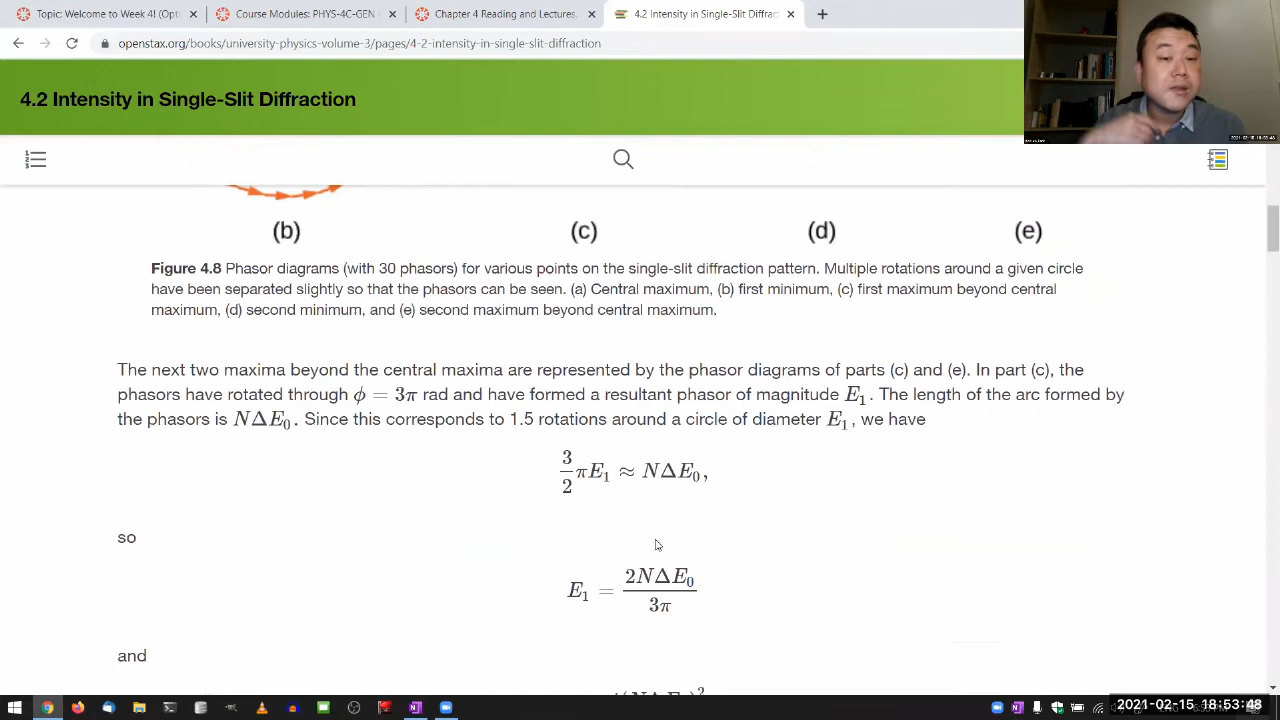 Topic: Welcome to Week 1 (Opti
Course Modules: PHYS-4CGEN I
Chapter 4 Reading and Lectures,
4.2 Intensity in Single-Slit Diffrac
openstax.org/books/university-physics-volume-3/pages/4-2-intensity-in-single-slit-diffraction
4.2 Intensity in Single-Slit Diffraction
(b) (c) (d) (e)
Figure 4.8 Phasor diagrams (with 30 phasors) for various points on the single-slit diffraction pattern. Multiple rotations around a given circle
have been separated slightly so that the phasors can be seen. (a) Central maximum, (b) first minimum, (c) first maximum beyond central
maximum, (d) second minimum, and (e) second maximum beyond central maximum.
The next two maxima beyond the central maxima are represented by the phasor diagrams of parts (c) and (e). In part (c), the
phasors have rotated through ϕ = 3π rad and have formed a resultant phasor of magnitude E₁. The length of the arc formed by
the phasors is NΔE₀. Since this corresponds to 1.5 rotations around a circle of diameter E₁, we have
3/2 πE₁ ≈ NΔE₀,
so
E₁ = 2NΔE₀/3π
and
2021-02-15 18:53:48